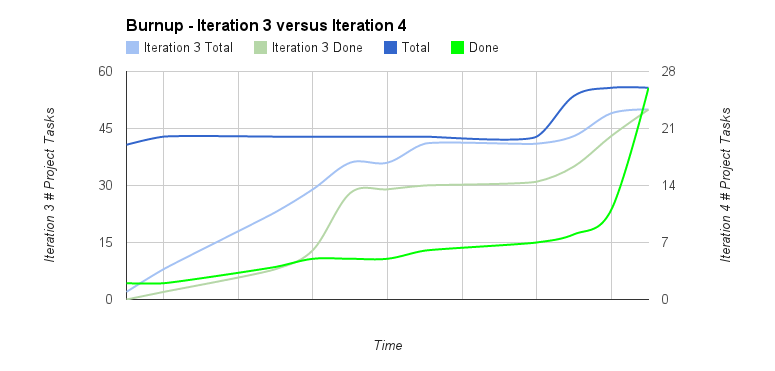 Burnup - Iteration 3 versus Iteration 4
Iteration 3 Total Iteration 3 Done Total Done
60 28
45 21
30 14
15 7
0 0
Iteration 3 # Project Tasks
Iteration 4 # Project Tasks
Time